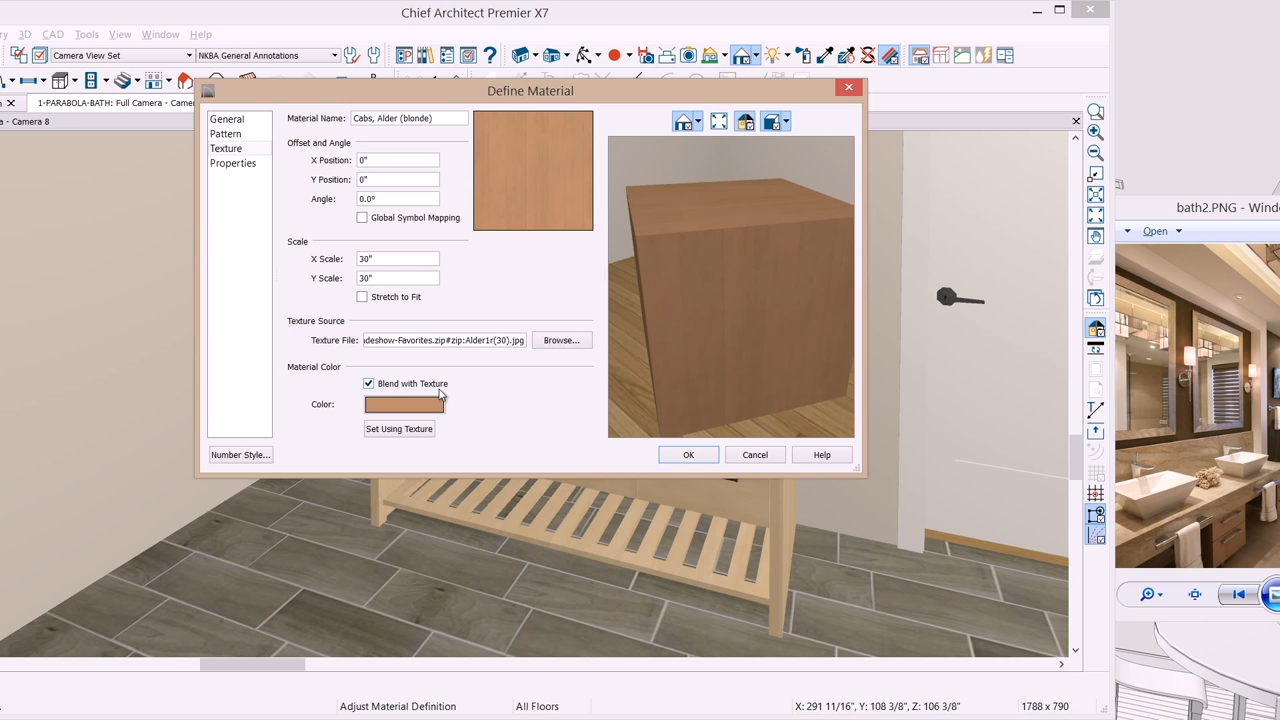 Chief Architect Premier X7
ry 3D CAD Tools View Window Help
Camera View Set NKBA General Annotations
1-PARABOLA-BATH: Full Camera - Came
a - Camera 8
Define Material
General
Pattern
Texture
Properties
Material Name: Cabs, Alder (blonde)
Offset and Angle
X Position: 0"
Y Position: 0"
Angle: 0.0º
Global Symbol Mapping
Scale
X Scale: 30"
Y Scale: 30"
Stretch to Fit
Texture Source
Texture File: ideshow-Favorites.zip#zip:Alder1r(30).jpg Browse...
Material Color
Blend with Texture
Color:
Set Using Texture
Number Style... OK Cancel Help
bath2.PNG - Windo
Open
Adjust Material Definition All Floors X: 291 11/16", Y: 108 3/8", Z: 106 3/8" 1788 x 790